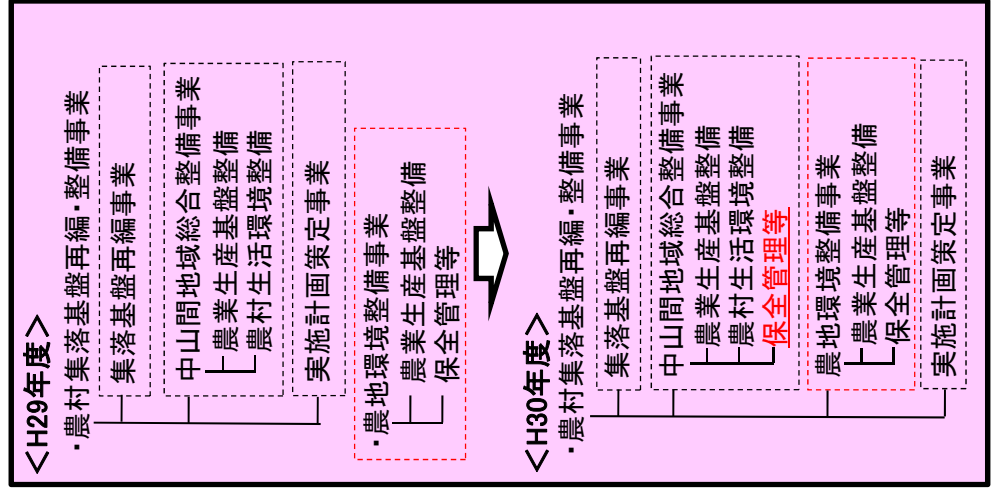 ＜H29年度＞
・農村集落基盤再編・整備事業
集落基盤再編事業
中山間地域総合整備事業
農業生産基盤整備
農村生活環境整備
実施計画策定事業
・農地環境整備事業
農業生産基盤整備
保全管理等
＜H30年度＞
・農村集落基盤再編・整備事業
集落基盤再編事業
中山間地域総合整備事業
農業生産基盤整備
農村生活環境整備
保全管理等
農地環境整備事業
農業生産基盤整備
保全管理等
実施計画策定事業